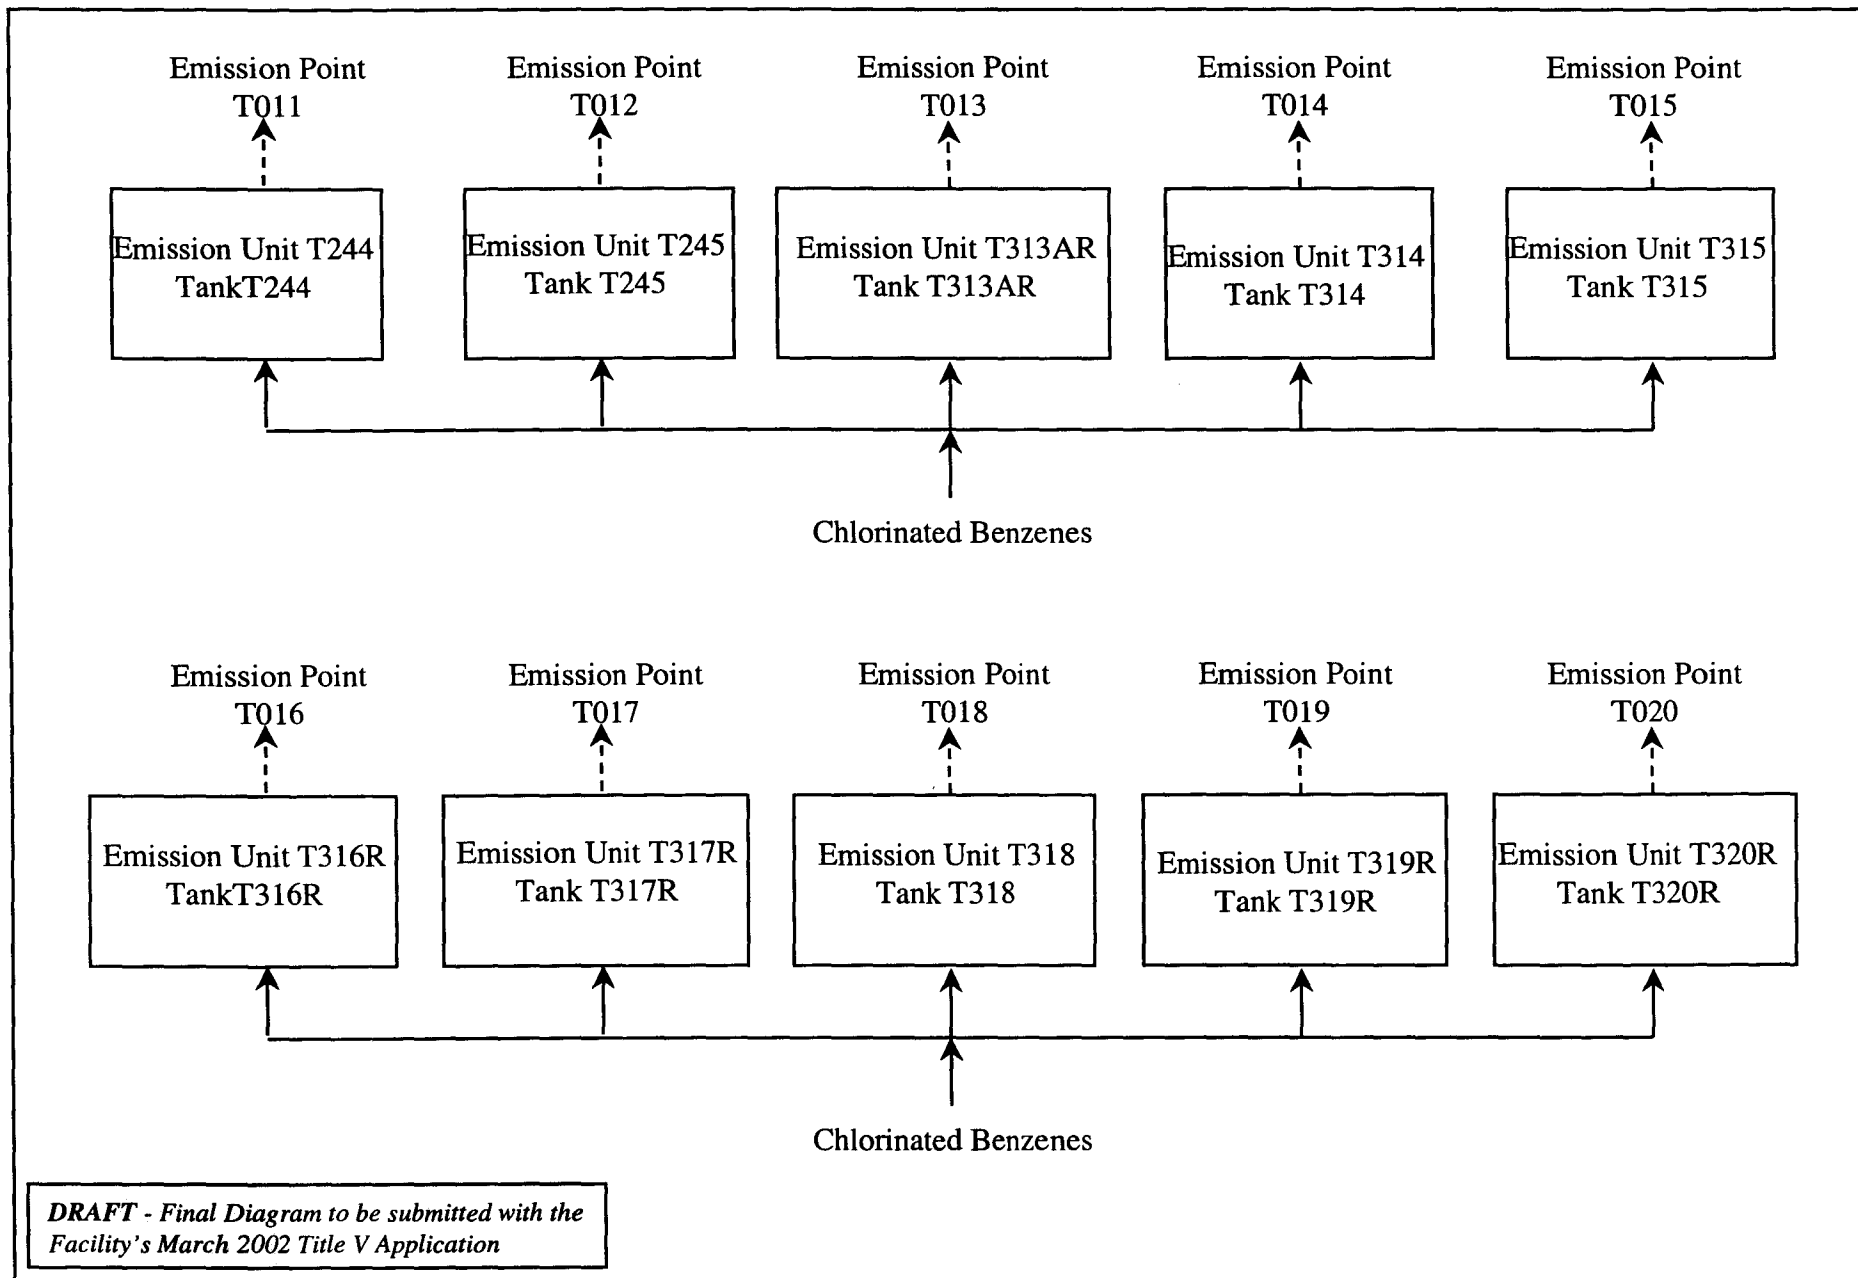 Emission Point
T011
Emission Point
T012
Emission Point
T013
Emission Point
T014
Emission Point
T015
Emission Unit T244
TankT244
Emission Unit T245
Tank T245
Emission Unit T313AR
Tank T313AR
Emission Unit T314
Tank T314
Emission Unit T315
Tank T315
Chlorinated Benzenes
Emission Point
T016
Emission Point
T017
Emission Point
T018
Emission Point
T019
Emission Point
T020
Emission Unit T316R
TankT316R
Emission Unit T317R
Tank T317R
Emission Unit T318
Tank T318
Emission Unit T319R
Tank T319R
Emission Unit T320R
Tank T320R
Chlorinated Benzenes
DRAFT - Final Diagram to be submitted with the
Facility's March 2002 Title V Application